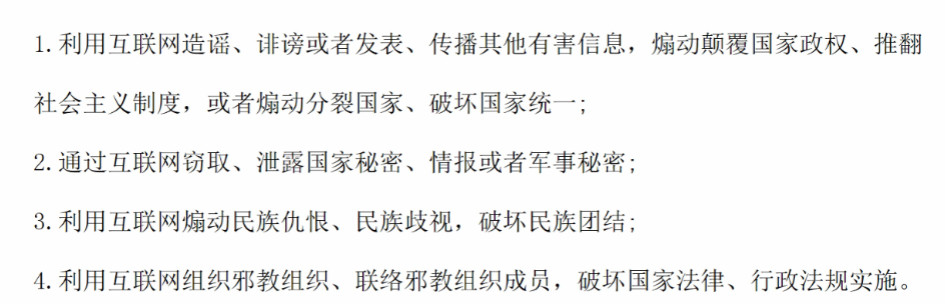 1.利用互联网造谣、诽谤或者发表、传播其他有害信息，煽动颠覆国家政权、推翻
社会主义制度，或者煽动分裂国家、破坏国家统一;
2.通过互联网窃取、泄露国家秘密、情报或者军事秘密;
3.利用互联网煽动民族仇恨、民族歧视，破坏民族团结;
4.利用互联网组织邪教组织、联络邪教组织成员，破坏国家法律、行政法规实施。